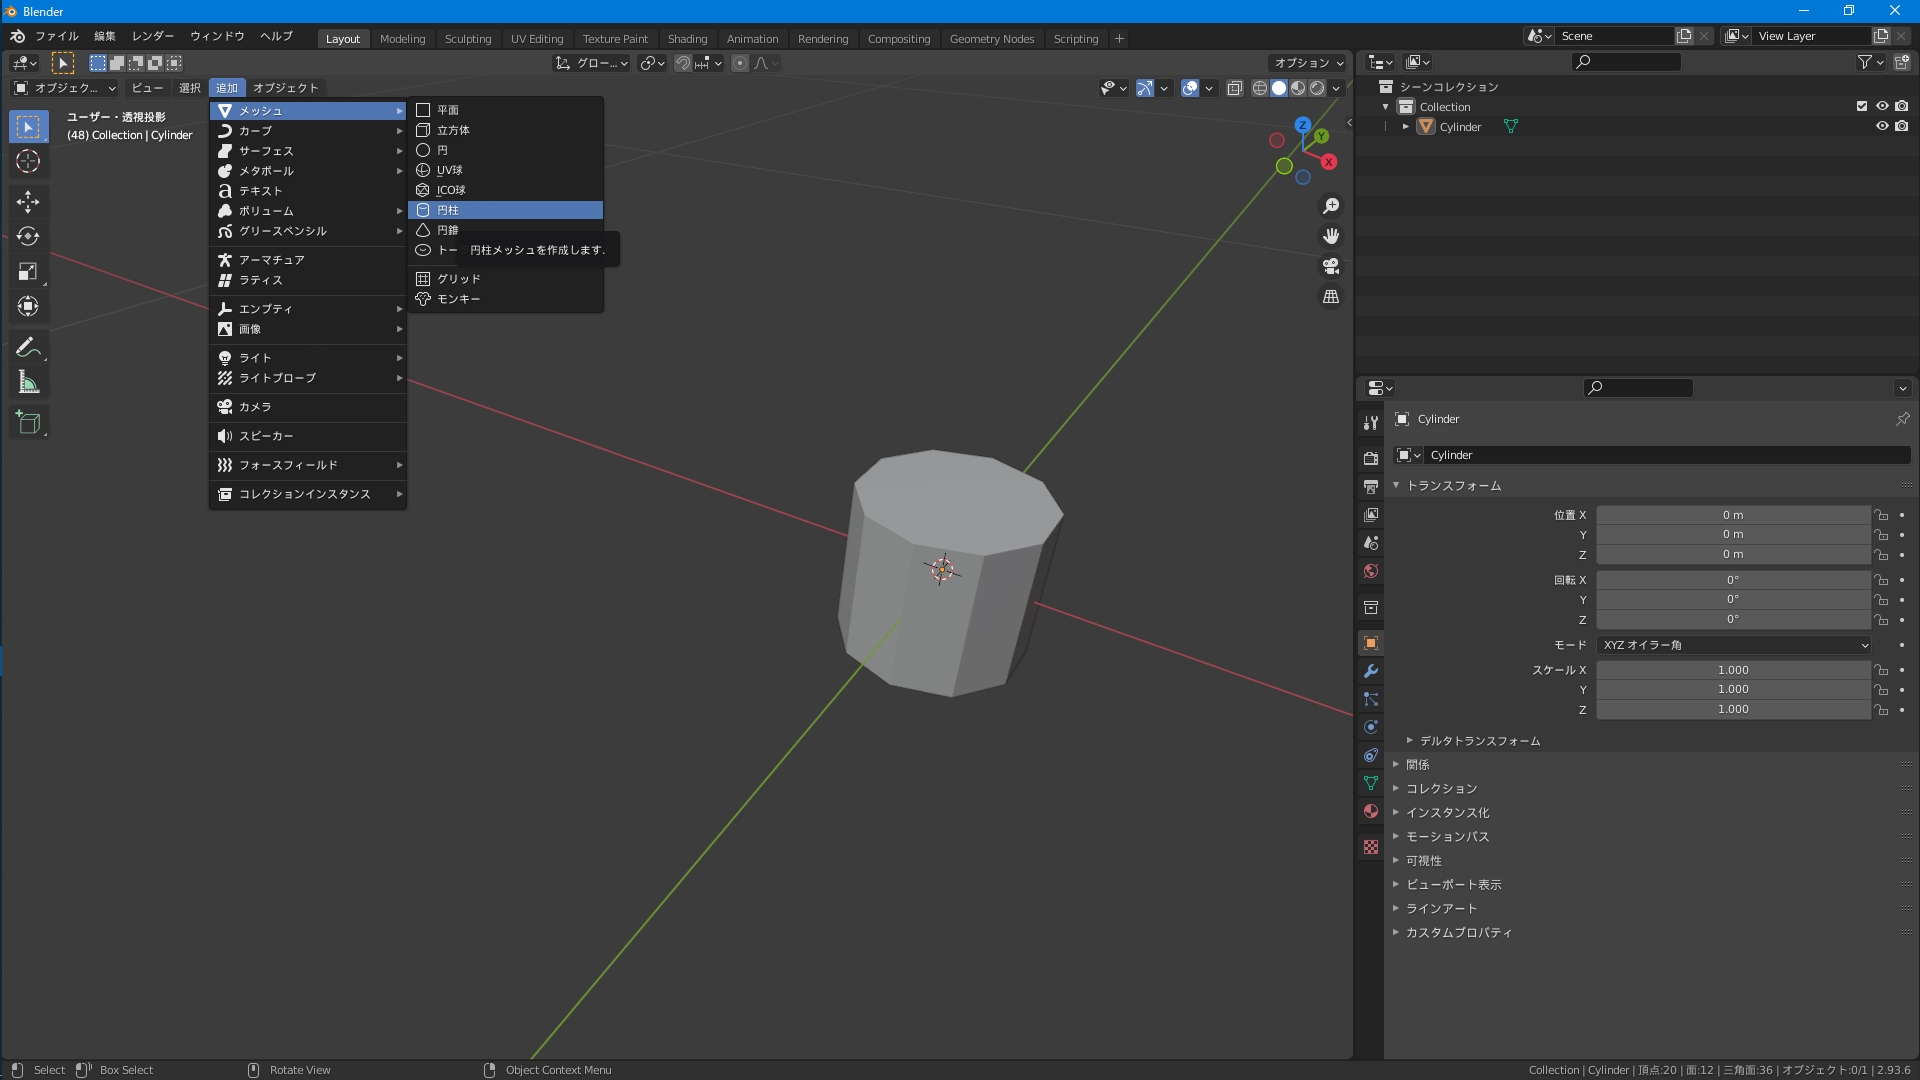 Blender
ファイル 編集 レンダー ウィンドウ ヘルプ Layout Modeling Sculpting UV Editing Texture Paint Shading Animation Rendering Compositing Geometry Nodes Scripting +
Scene
View Layer
グロー...
オプション
オブジェク... ビュー 選択 追加 オブジェクト
ユーザー・透視投影
(48) Collection | Cylinder
メッシュ
カーブ
サーフェス
メタボール
テキスト
ボリューム
グリースペンシル
アーマチュア
ラティス
エンプティ
画像
ライト
ライトプローブ
カメラ
スピーカー
フォースフィールド
コレクションインスタンス
平面
立方体
円
UV球
ICO球
円柱
円錐
トー
円柱メッシュを作成します.
グリッド
モンキー
Z
Y
X
シーンコレクション
Collection
Cylinder
Cylinder
Cylinder
トランスフォーム
位置 X 0 m
Y 0 m
Z 0 m
回転 X 0°
Y 0°
Z 0°
モード XYZ オイラー角
スケール X 1.000
Y 1.000
Z 1.000
デルタトランスフォーム
関係
コレクション
インスタンス化
モーションパス
可視性
ビューポート表示
ラインアート
カスタムプロパティ
Select Box Select Rotate View Object Context Menu
Collection | Cylinder | 頂点:20 | 面:12 | 三角面:36 | オブジェクト:0/1 | 2.93.6